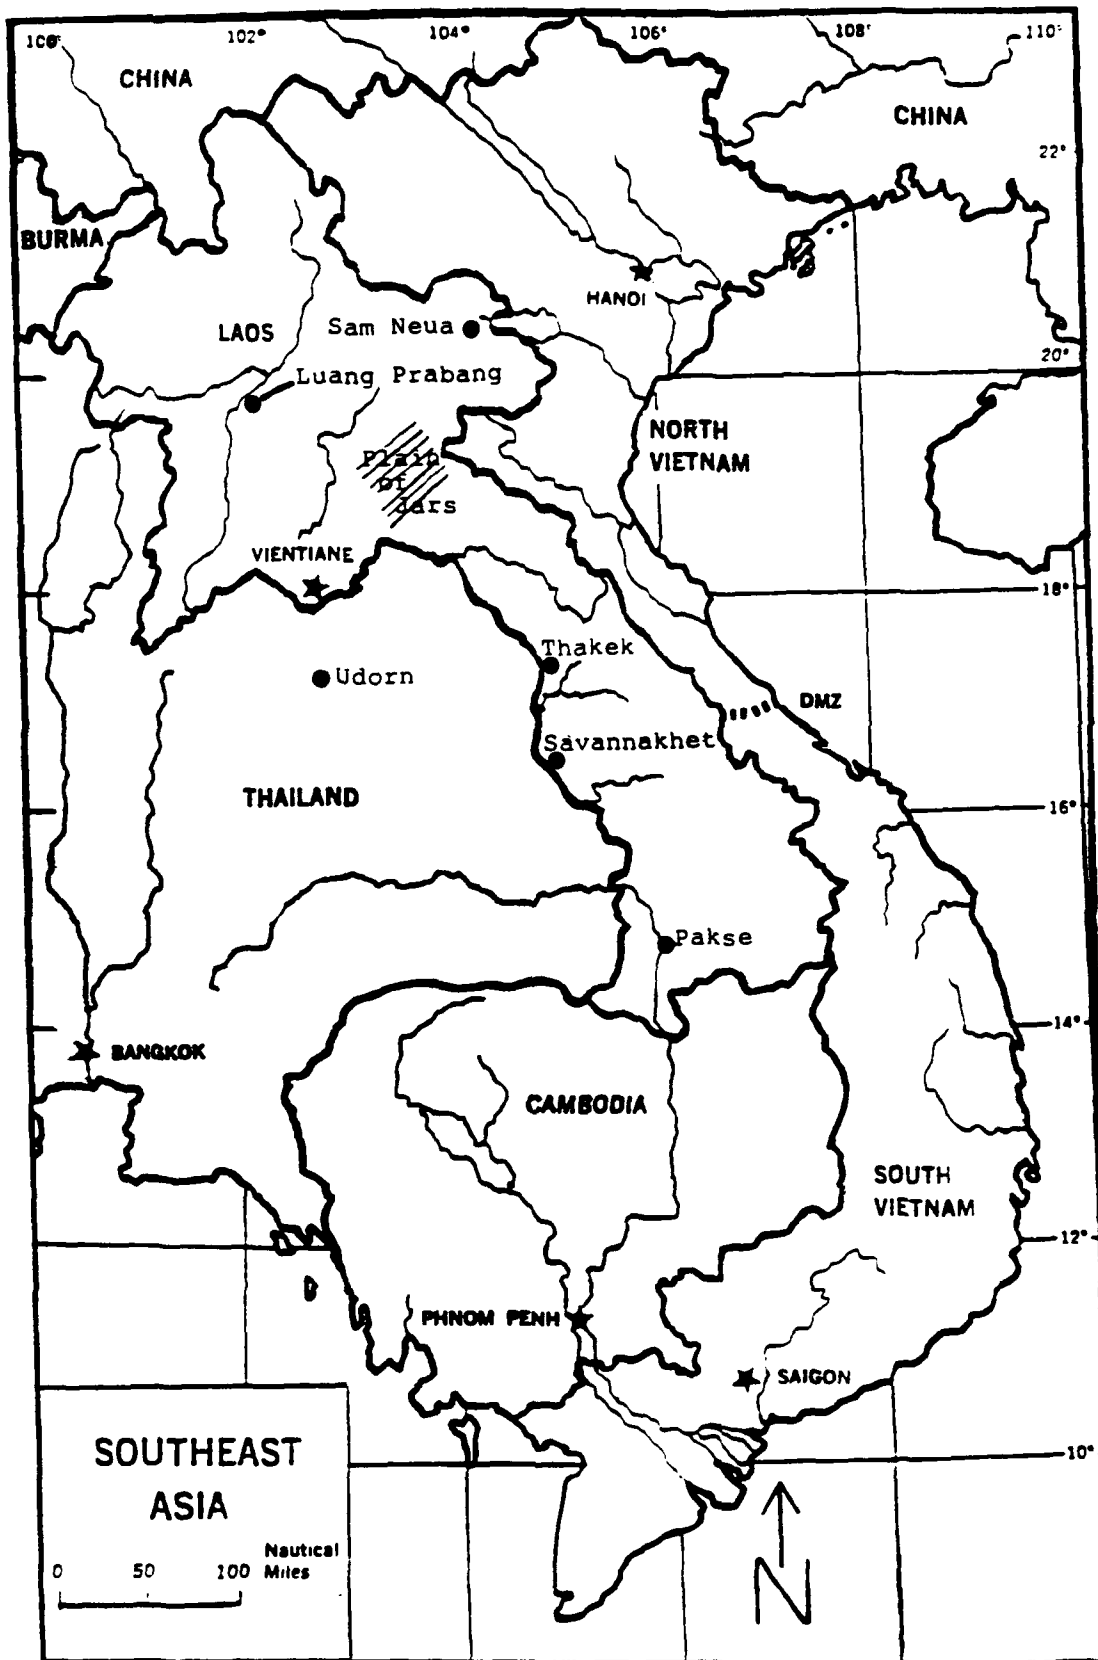 100°
102°
104°
106°
108°
110°
CHINA
CHINA
22°
BURMA
HANOI
LAOS
Sam Neua
20°
Luang Prabang
NORTH
VIETNAM
Plain
of
Jars
VIENTIANE
18°
Thakek
Udorn
DMZ
Savannakhet
THAILAND
16°
Pakse
14°
BANGKOK
CAMBODIA
SOUTH
VIETNAM
12°
PHNOM PENH
SAIGON
SOUTHEAST
ASIA
10°
Nautical
0 50 100 Miles
N